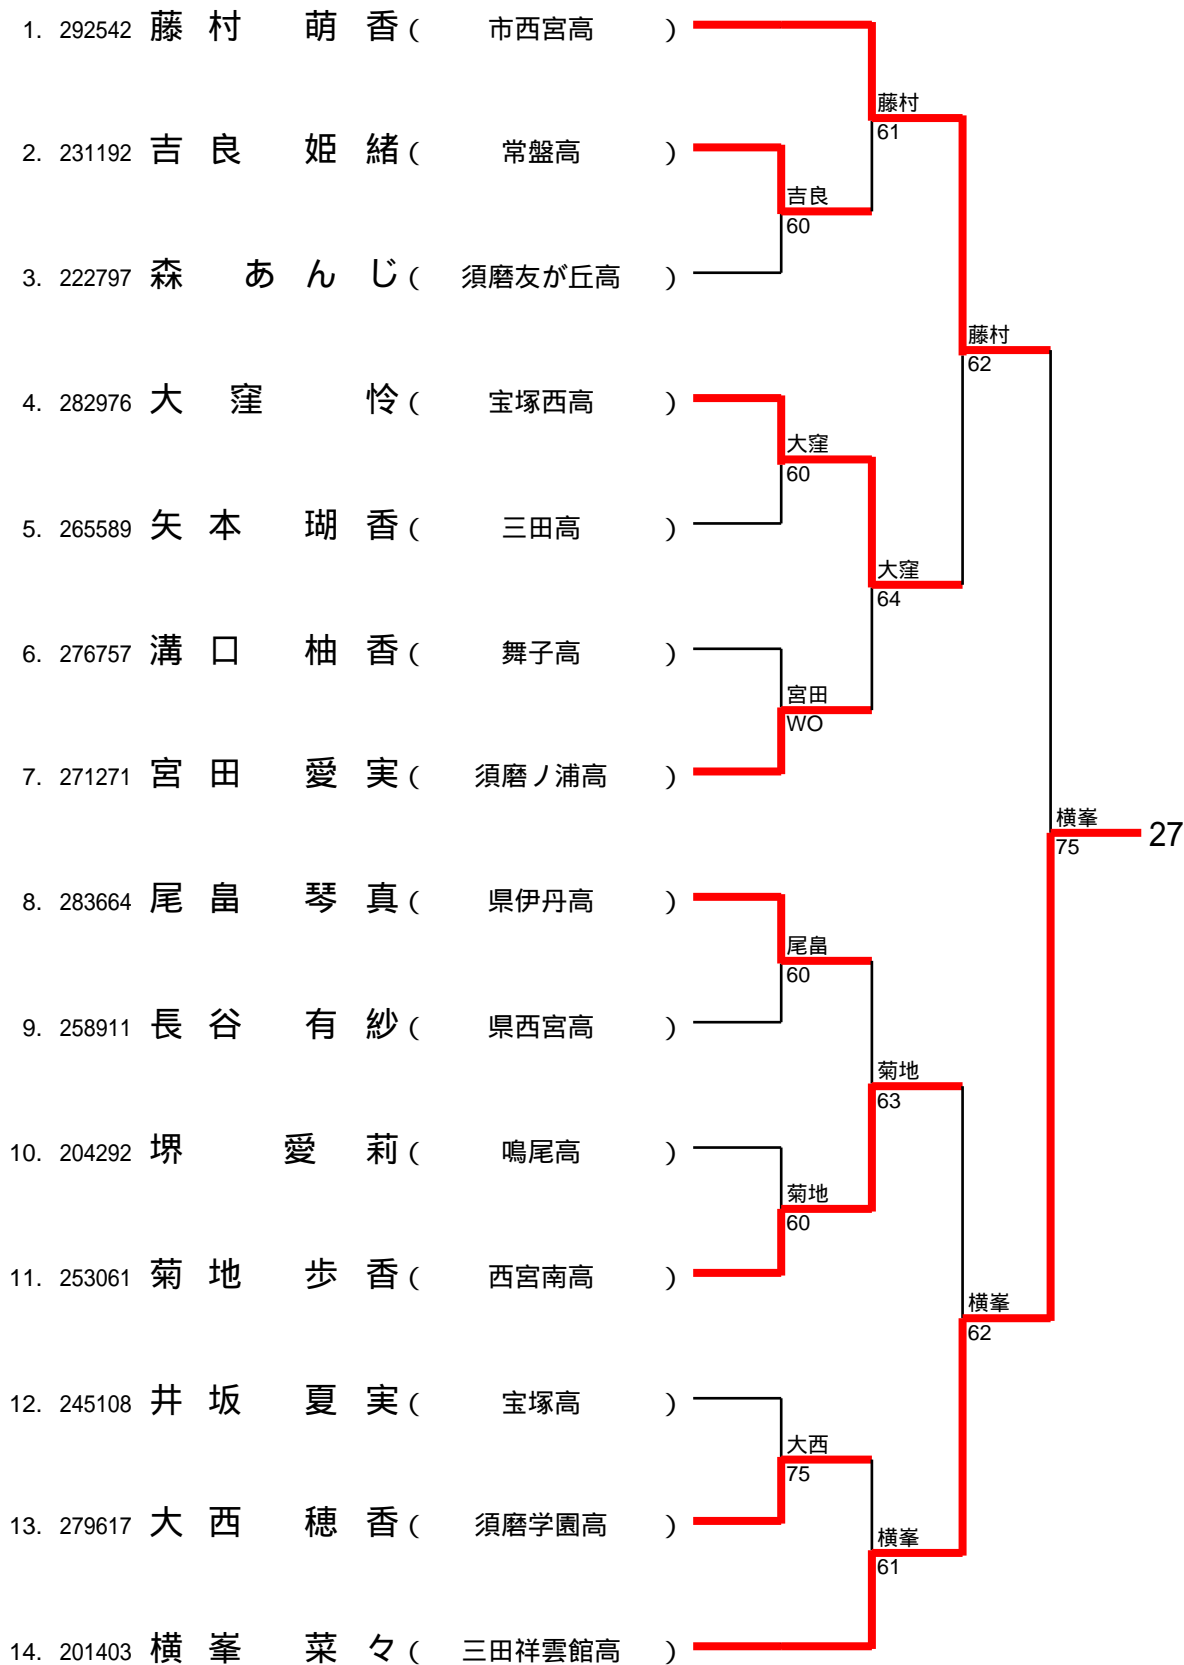 1. 292542 藤村 萌香 ( 市西宮高 )
藤村
61
2. 231192 吉良 姫緒 ( 常盤高 )
吉良
60
3. 222797 森 あんじ ( 須磨友が丘高 )
藤村
62
4. 282976 大窪 怜 ( 宝塚西高 )
大窪
60
5. 265589 矢本 瑚香 ( 三田高 )
大窪
64
6. 276757 溝口 柚香 ( 舞子高 )
宮田
WO
7. 271271 宮田 愛実 ( 須磨ノ浦高 )
横峯
75
27
8. 283664 尾畠 琴真 ( 県伊丹高 )
尾畠
60
9. 258911 長谷 有紗 ( 県西宮高 )
菊地
63
10. 204292 堺 愛莉 ( 鳴尾高 )
菊地
60
11. 253061 菊地 歩香 ( 西宮南高 )
横峯
62
12. 245108 井坂 夏実 ( 宝塚高 )
大西
75
13. 279617 大西 穂香 ( 須磨学園高 )
横峯
61
14. 201403 横峯 菜々 ( 三田祥雲館高 )